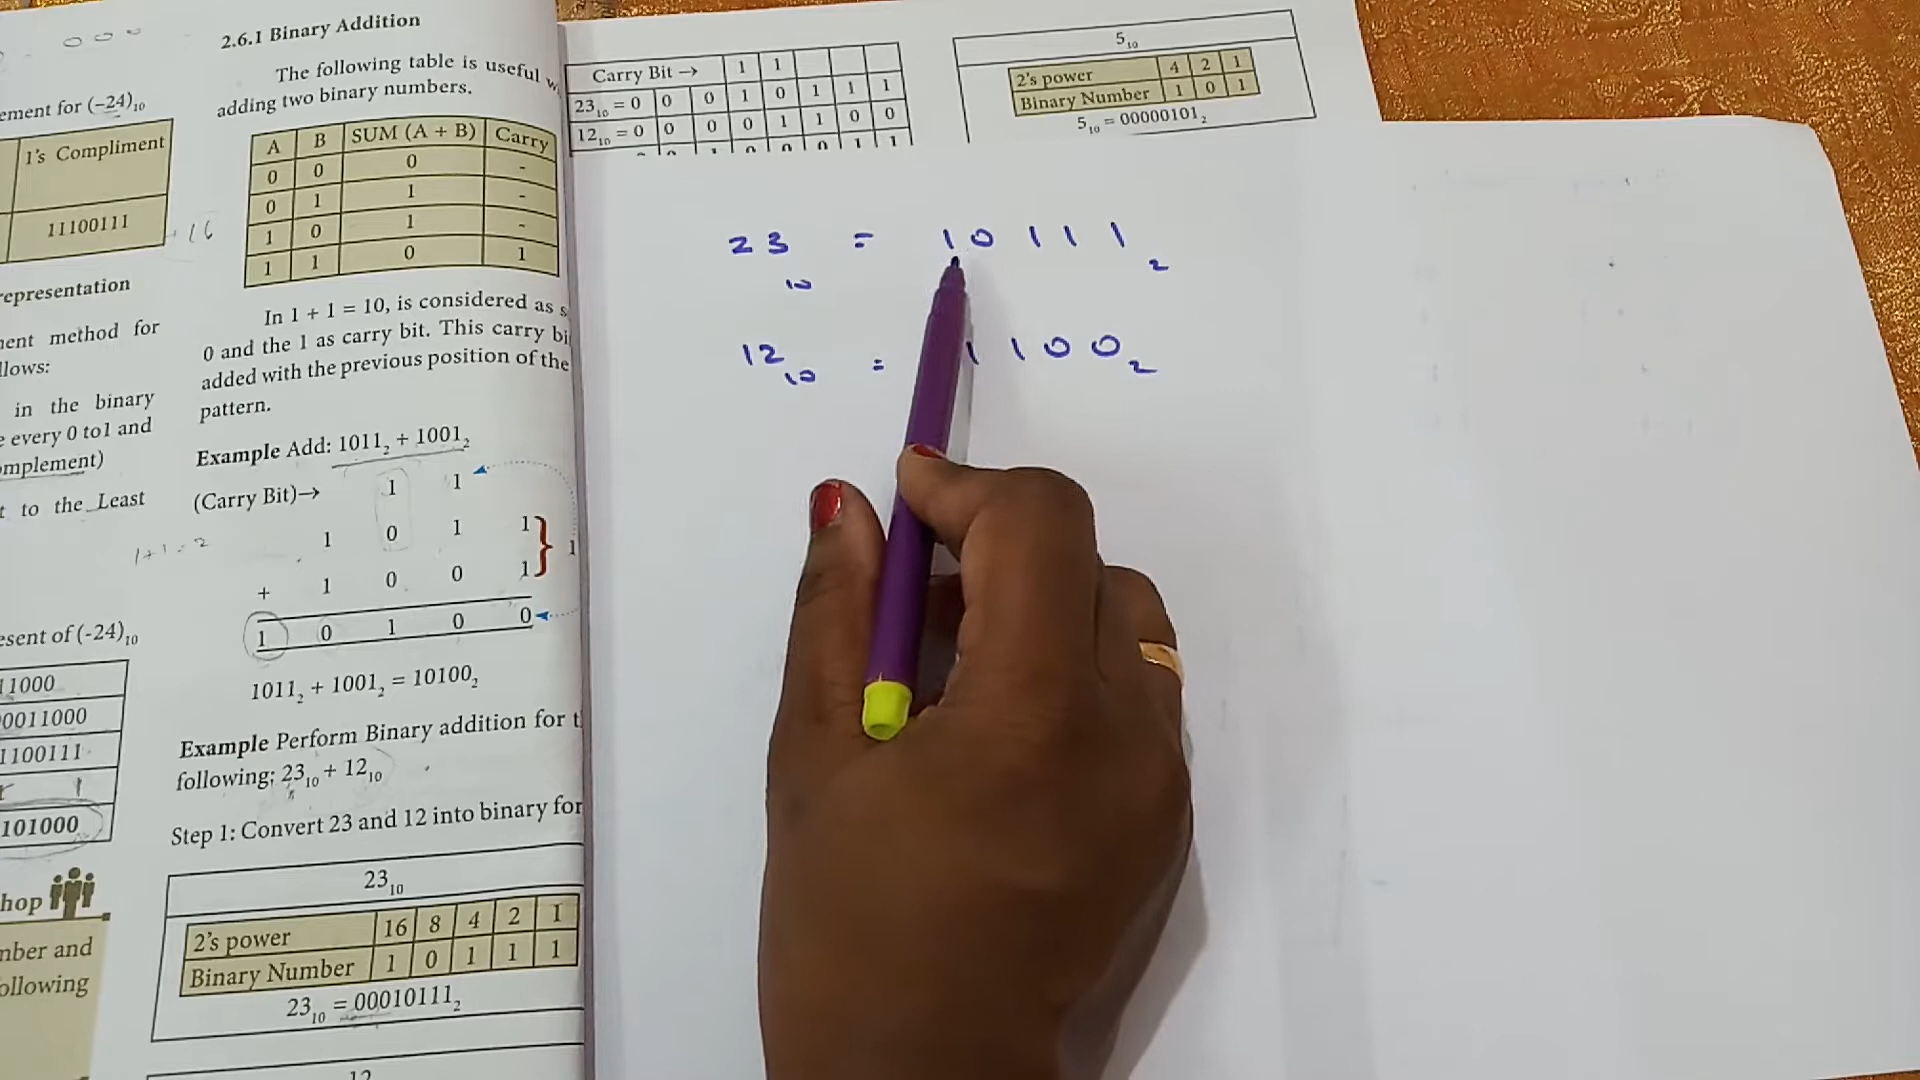 ement for (−24)₁₀
1's Compliment
11100111
16
representation
ent method for
llows:
in the binary
e every 0 to1 and
omplement)
t to the Least
1+1=2
esent of (-24)₁₀
11000
0011000
1100111
1
101000
hop
mber and
ollowing
2.6.1 Binary Addition
The following table is useful w
adding two binary numbers.
A B SUM (A + B) Carry
0 0 0 -
0 1 1 -
1 0 1 -
1 1 0 1
In 1 + 1 = 10, is considered as s
0 and the 1 as carry bit. This carry bi
added with the previous position of the
pattern.
Example Add: 1011₂ + 1001₂
(Carry Bit)→ 1 1
1 0 1 1
1
+ 1 0 0 1
1 0 1 0 0
1011₂ + 1001₂ = 10100₂
Example Perform Binary addition for t
following: 23₁₀ + 12₁₀
Step 1: Convert 23 and 12 into binary for
23₁₀
2's power 16 8 4 2 1
Binary Number 1 0 1 1 1
23₁₀ = 00010111₂
12
Carry Bit → 1 1
23₁₀ = 0 0 0 1 0 1 1 1
12₁₀ = 0 0 0 0 1 1 0 0
5₁₀
2's power 4 2 1
Binary Number 1 0 1
5₁₀ = 00000101₂
23₁₀ = 10111₂
12₁₀ = 1100₂